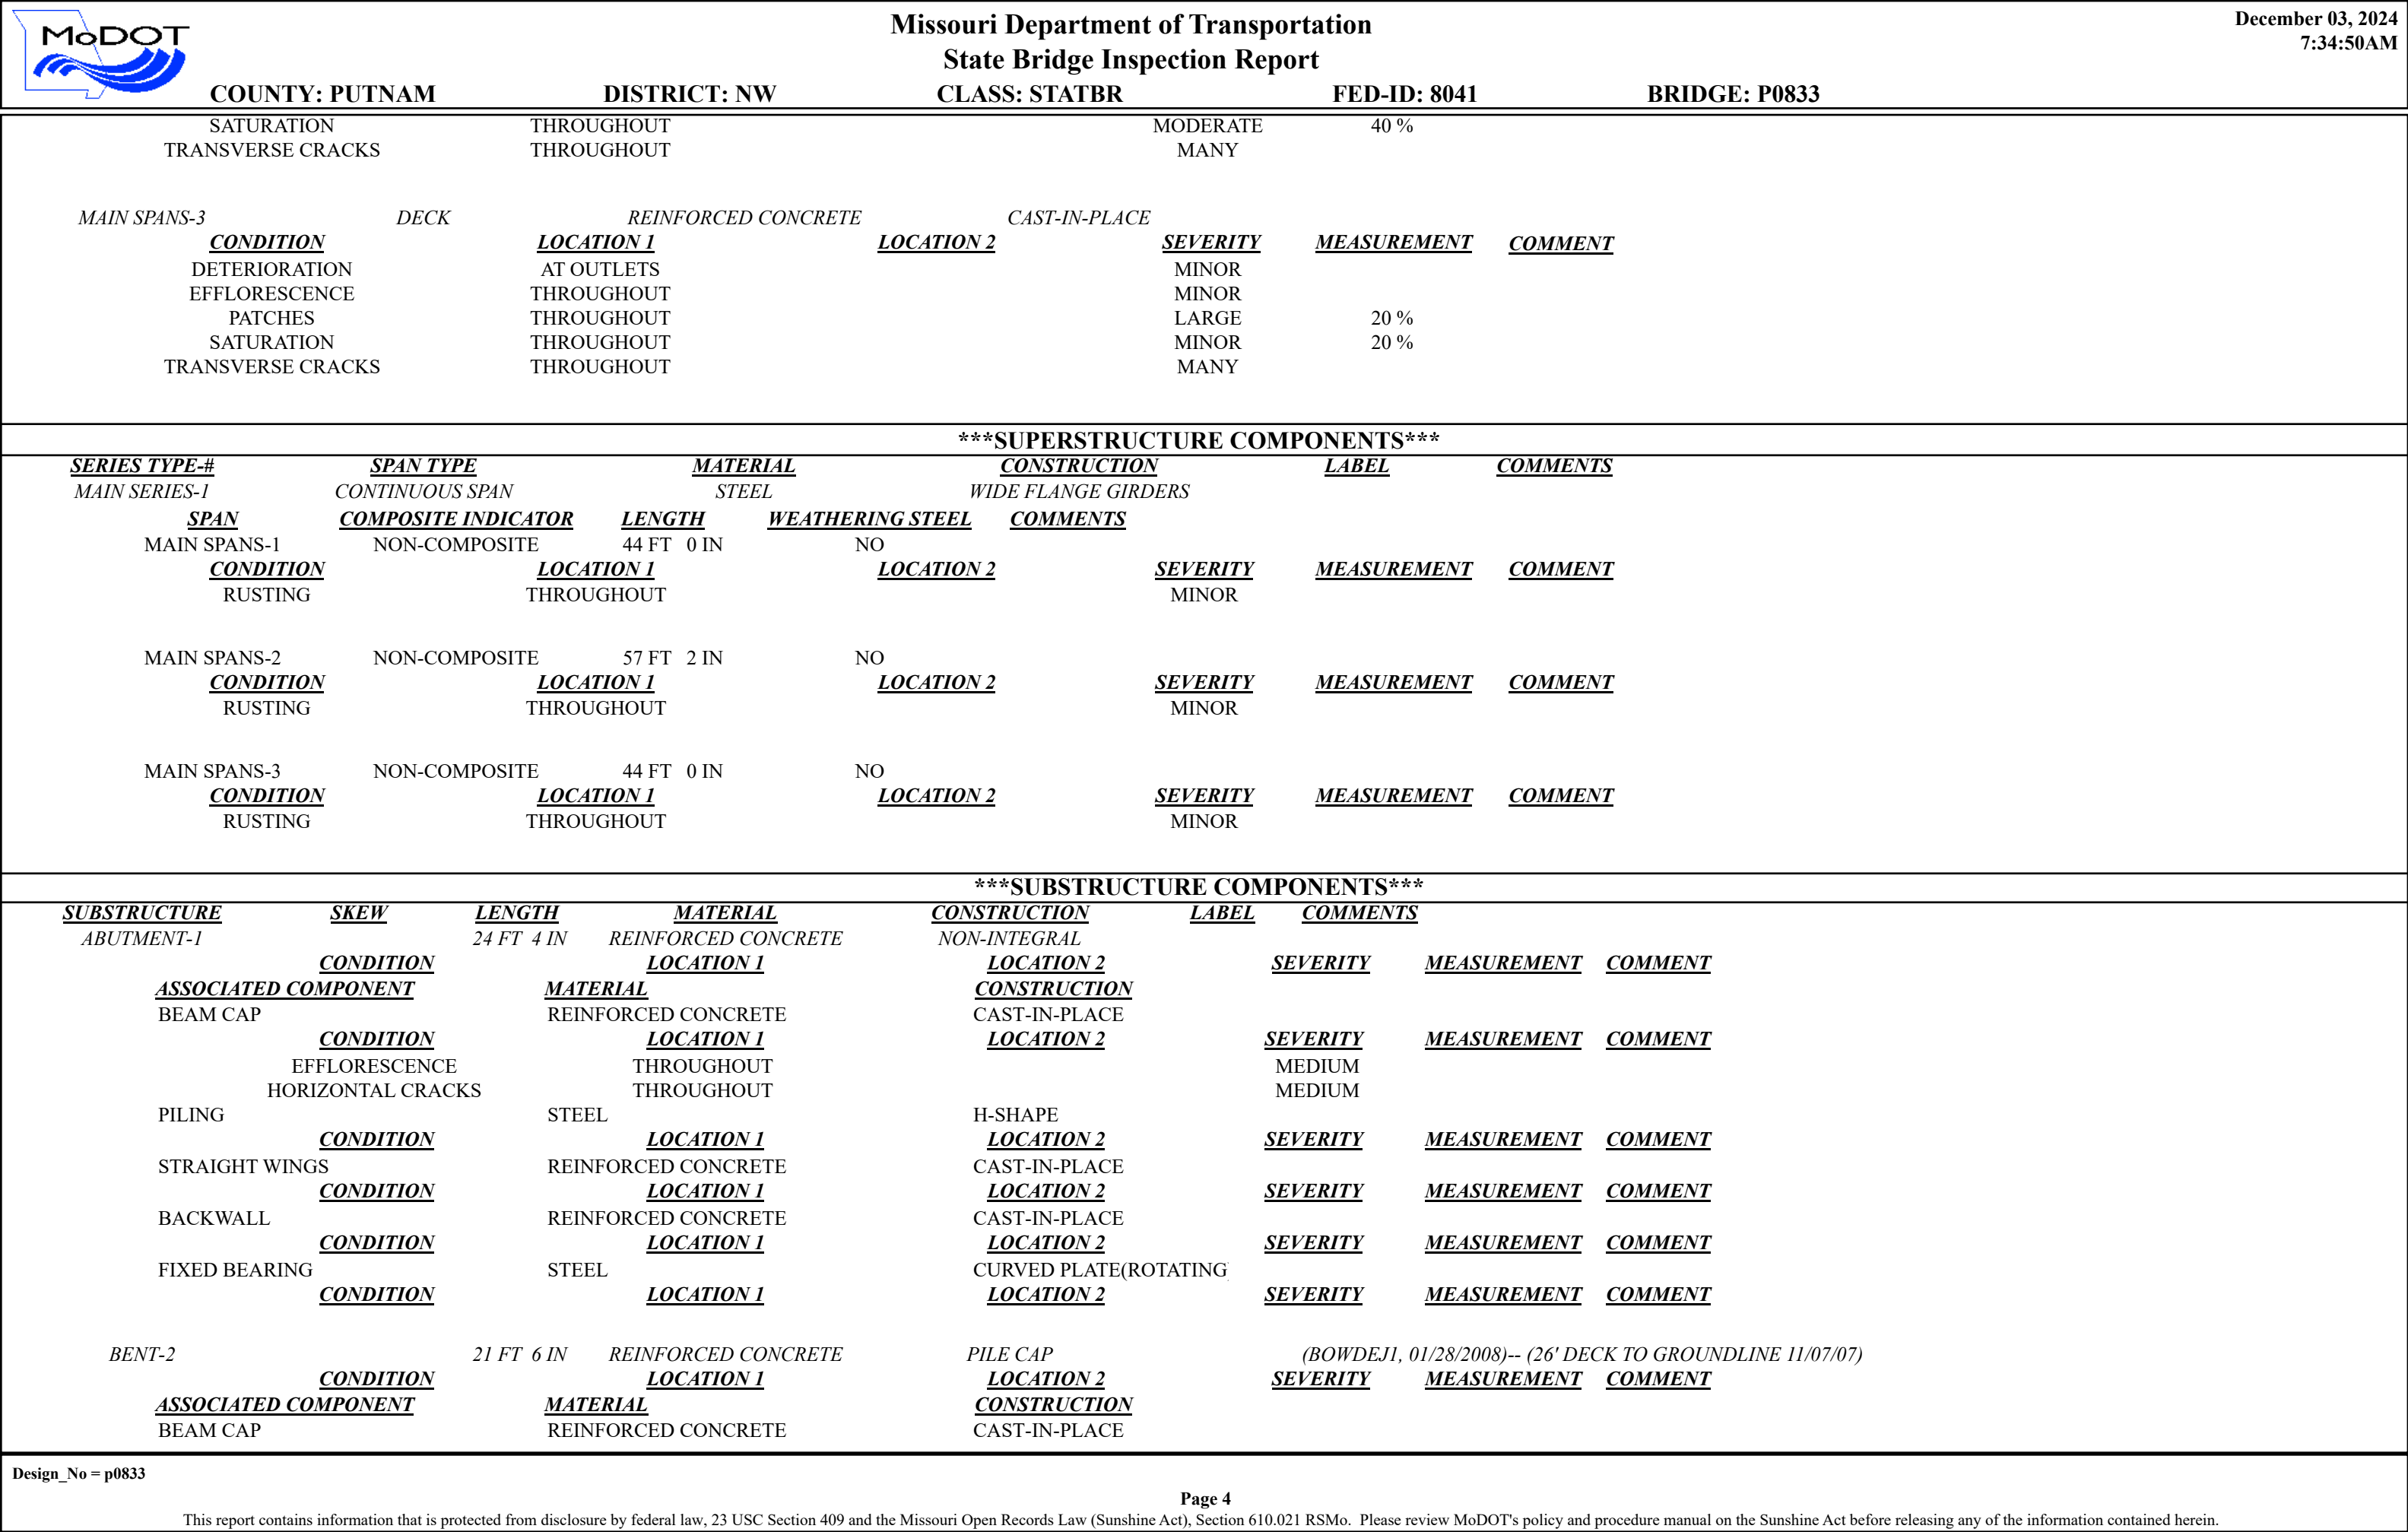 MoDOT
Missouri Department of Transportation
State Bridge Inspection Report
December 03, 2024
7:34:50AM
COUNTY: PUTNAM DISTRICT: NW CLASS: STATBR FED-ID: 8041 BRIDGE: P0833
SATURATION THROUGHOUT MODERATE 40 %
TRANSVERSE CRACKS THROUGHOUT MANY
MAIN SPANS-3 DECK REINFORCED CONCRETE CAST-IN-PLACE
CONDITION LOCATION 1 LOCATION 2 SEVERITY MEASUREMENT COMMENT
DETERIORATION AT OUTLETS MINOR
EFFLORESCENCE THROUGHOUT MINOR
PATCHES THROUGHOUT LARGE 20 %
SATURATION THROUGHOUT MINOR 20 %
TRANSVERSE CRACKS THROUGHOUT MANY
***SUPERSTRUCTURE COMPONENTS***
SERIES TYPE-# SPAN TYPE MATERIAL CONSTRUCTION LABEL COMMENTS
MAIN SERIES-1 CONTINUOUS SPAN STEEL WIDE FLANGE GIRDERS
SPAN COMPOSITE INDICATOR LENGTH WEATHERING STEEL COMMENTS
MAIN SPANS-1 NON-COMPOSITE 44 FT 0 IN NO
CONDITION LOCATION 1 LOCATION 2 SEVERITY MEASUREMENT COMMENT
RUSTING THROUGHOUT MINOR
MAIN SPANS-2 NON-COMPOSITE 57 FT 2 IN NO
CONDITION LOCATION 1 LOCATION 2 SEVERITY MEASUREMENT COMMENT
RUSTING THROUGHOUT MINOR
MAIN SPANS-3 NON-COMPOSITE 44 FT 0 IN NO
CONDITION LOCATION 1 LOCATION 2 SEVERITY MEASUREMENT COMMENT
RUSTING THROUGHOUT MINOR
***SUBSTRUCTURE COMPONENTS***
SUBSTRUCTURE SKEW LENGTH MATERIAL CONSTRUCTION LABEL COMMENTS
ABUTMENT-1 24 FT 4 IN REINFORCED CONCRETE NON-INTEGRAL
CONDITION LOCATION 1 LOCATION 2 SEVERITY MEASUREMENT COMMENT
ASSOCIATED COMPONENT MATERIAL CONSTRUCTION
BEAM CAP REINFORCED CONCRETE CAST-IN-PLACE
CONDITION LOCATION 1 LOCATION 2 SEVERITY MEASUREMENT COMMENT
EFFLORESCENCE THROUGHOUT MEDIUM
HORIZONTAL CRACKS THROUGHOUT MEDIUM
PILING STEEL H-SHAPE
CONDITION LOCATION 1 LOCATION 2 SEVERITY MEASUREMENT COMMENT
STRAIGHT WINGS REINFORCED CONCRETE CAST-IN-PLACE
CONDITION LOCATION 1 LOCATION 2 SEVERITY MEASUREMENT COMMENT
BACKWALL REINFORCED CONCRETE CAST-IN-PLACE
CONDITION LOCATION 1 LOCATION 2 SEVERITY MEASUREMENT COMMENT
FIXED BEARING STEEL CURVED PLATE(ROTATING
CONDITION LOCATION 1 LOCATION 2 SEVERITY MEASUREMENT COMMENT
BENT-2 21 FT 6 IN REINFORCED CONCRETE PILE CAP (BOWDEJ1, 01/28/2008)-- (26' DECK TO GROUNDLINE 11/07/07)
CONDITION LOCATION 1 LOCATION 2 SEVERITY MEASUREMENT COMMENT
ASSOCIATED COMPONENT MATERIAL CONSTRUCTION
BEAM CAP REINFORCED CONCRETE CAST-IN-PLACE
Design_No = p0833
Page 4
This report contains information that is protected from disclosure by federal law, 23 USC Section 409 and the Missouri Open Records Law (Sunshine Act), Section 610.021 RSMo. Please review MoDOT's policy and procedure manual on the Sunshine Act before releasing any of the information contained herein.